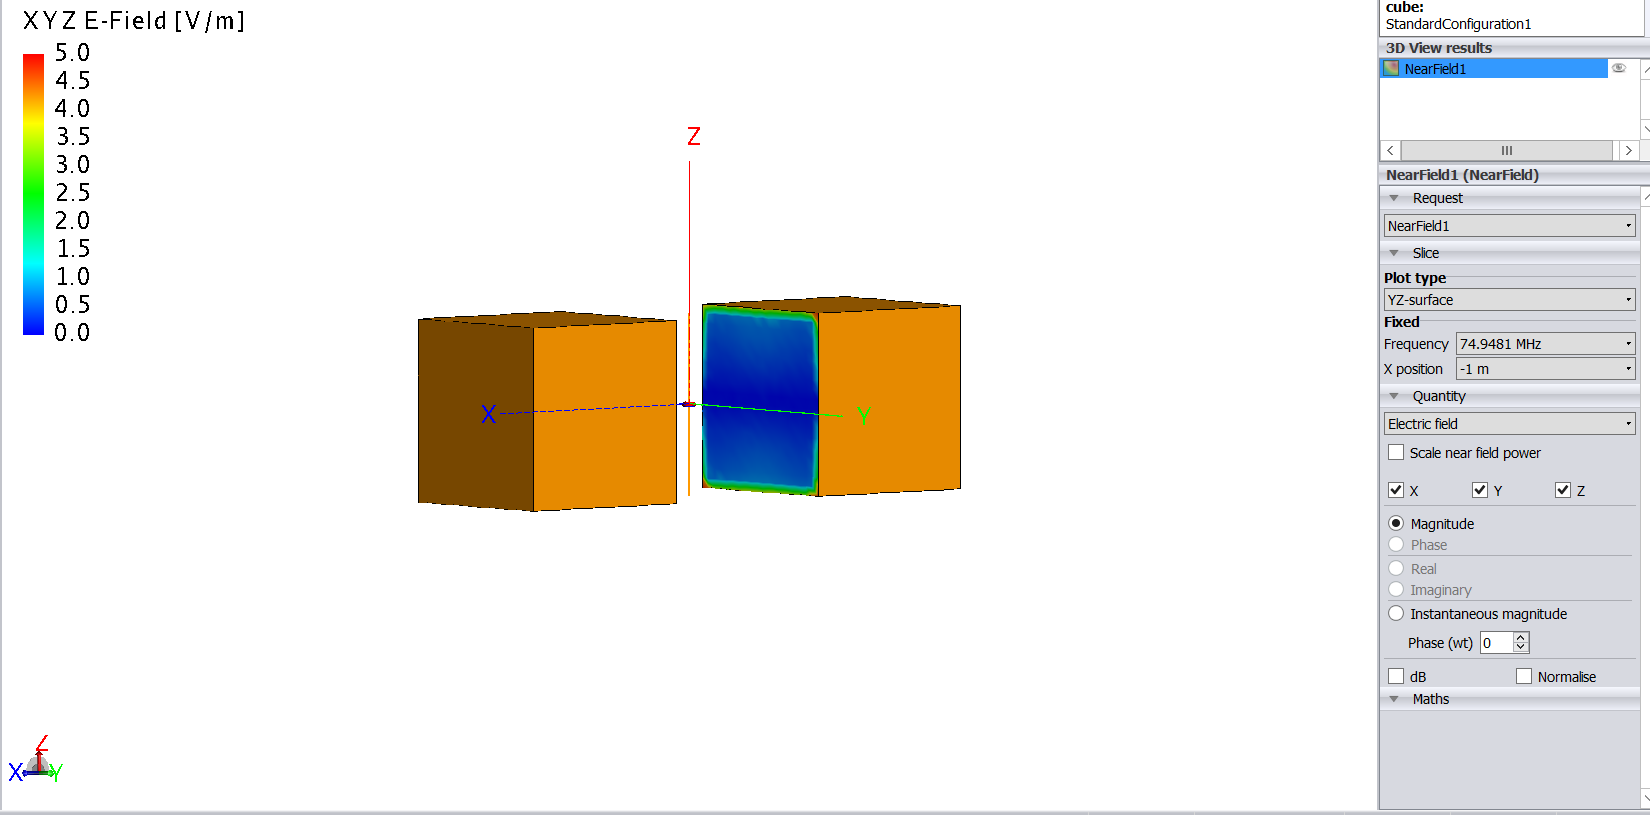 XYZ E-Field [V/m]
5.0
4.5
4.0
3.5
3.0
2.5
2.0
1.5
1.0
0.5
0.0
Z
X
Y
Z
X
Y
cube:
StandardConfiguration1
3D View results
NearField1
NearField1 (NearField)
Request
NearField1
Slice
Plot type
YZ-surface
Fixed
Frequency 74.9481 MHz
X position -1 m
Quantity
Electric field
Scale near field power
X Y Z
Magnitude
Phase
Real
Imaginary
Instantaneous magnitude
Phase (wt) 0
dB Normalise
Maths